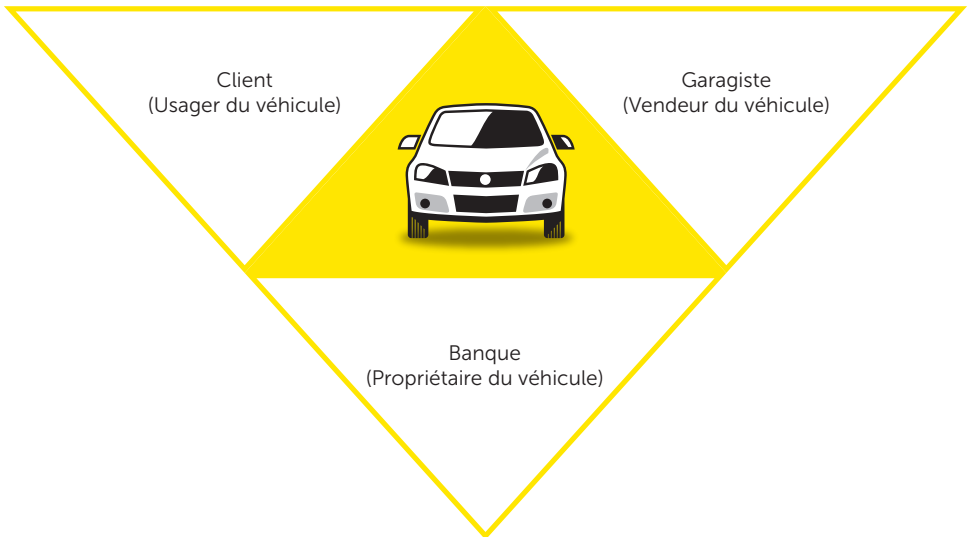 Client
(Usager du véhicule)
Garagiste
(Vendeur du véhicule)
Banque
(Propriétaire du véhicule)